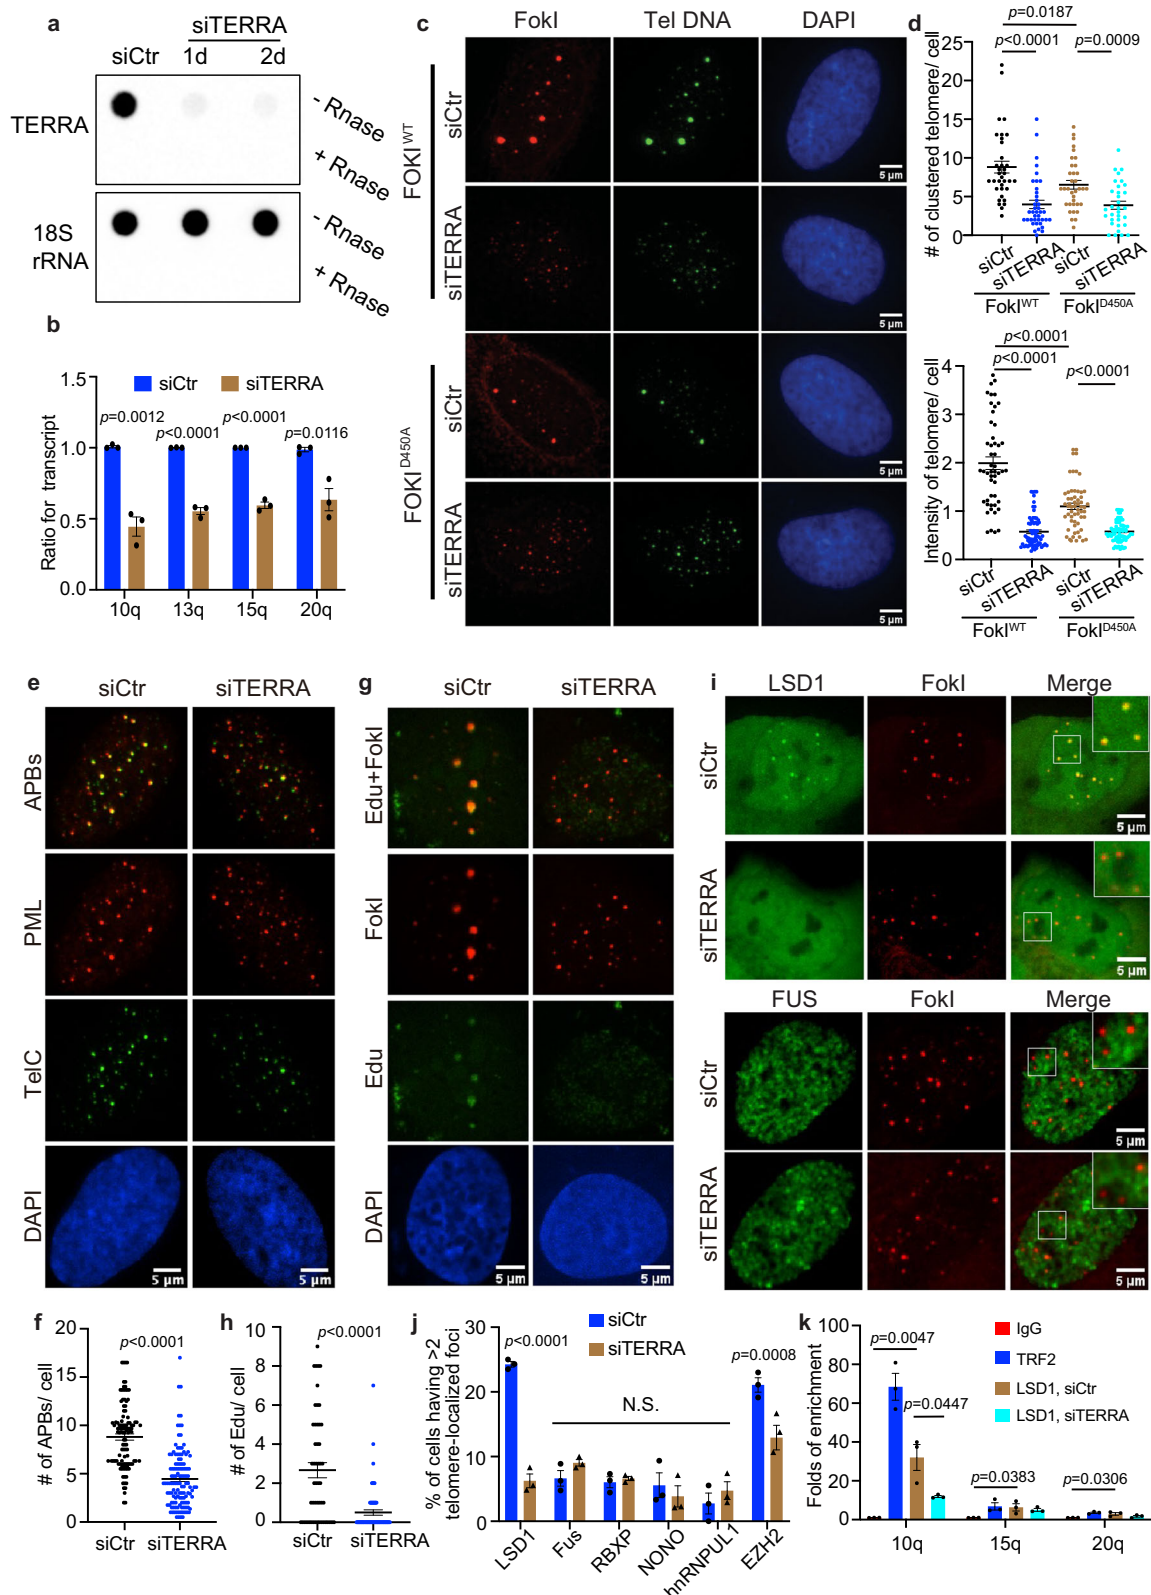 a
siTERRA
siCtr 1d 2d
TERRA
- Rnase
+ Rnase
18S rRNA
- Rnase
+ Rnase
b
siCtr siTERRA
Ratio for transcript
1.5
1.0
0.5
0.0
p=0.0012
p<0.0001
p<0.0001
p=0.0116
10q 13q 15q 20q
c
FokI Tel DNA DAPI
FOKI^WT
siCtr
5 µm
siTERRA
5 µm
FOKI^D450A
siCtr
5 µm
siTERRA
5 µm
d
# of clustered telomere/ cell
p=0.0187
p<0.0001 p=0.0009
25
20
15
10
5
0
siCtr siTERRA siCtr siTERRA
FokI^WT FokI^D450A
Intensity of telomere/ cell
p<0.0001
p<0.0001 p<0.0001
4
3
2
1
0
siCtr siTERRA siCtr siTERRA
FokI^WT FokI^D450A
e
siCtr siTERRA
APBs
PML
TelC
DAPI
5 µm 5 µm
f
# of APBs/ cell
p<0.0001
20
15
10
5
0
siCtr siTERRA
g
siCtr siTERRA
Edu+FokI
FokI
Edu
DAPI
5 µm 5 µm
h
# of Edu/ cell
p<0.0001
10
8
6
4
2
0
siCtr siTERRA
i
LSD1 FokI Merge
siCtr
5 µm
siTERRA
5 µm
FUS FokI Merge
siCtr
5 µm
siTERRA
5 µm
j
siCtr
siTERRA
% of cells having >2 telomere-localized foci
30
20
10
0
p<0.0001
N.S.
p=0.0008
LSD1 Fus RBXP NONO hnRNPUL1 EZH2
k
IgG
TRF2
LSD1, siCtr
LSD1, siTERRA
Folds of enrichment
100
80
60
40
20
0
p=0.0047
p=0.0447
p=0.0383
p=0.0306
10q 15q 20q